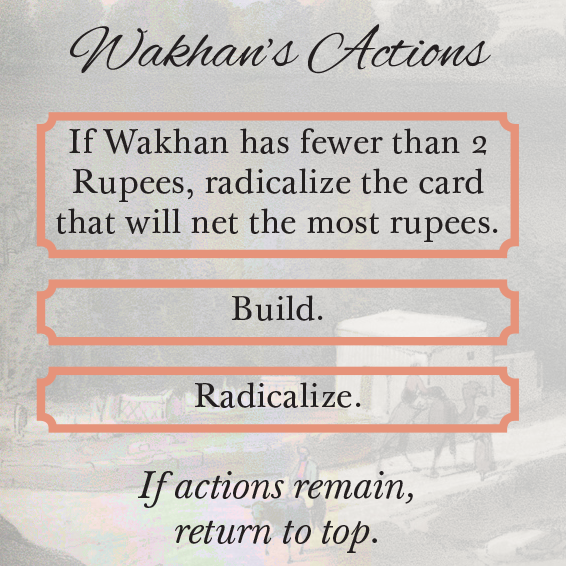 Wakhan's Actions
If Wakhan has fewer than 2
Rupees, radicalize the card
that will net the most rupees.
Build.
Radicalize.
If actions remain,
return to top.